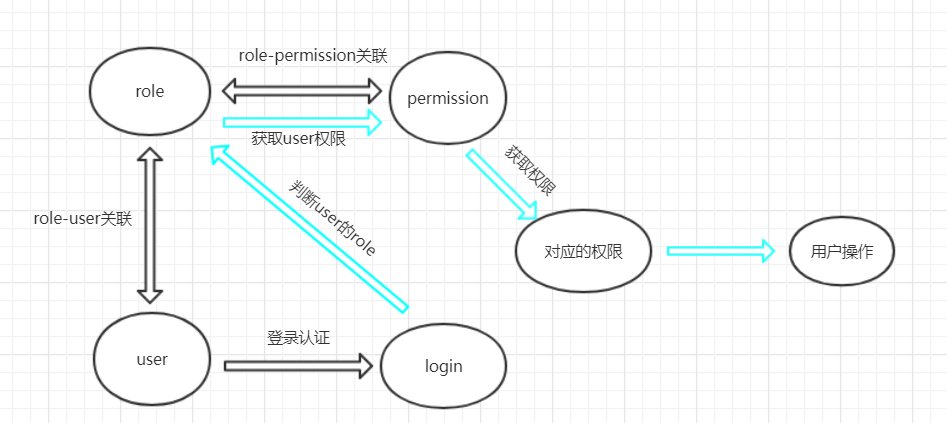 role-permission关联
role
permission
获取user权限
获取权限
判断user的role
role-user关联
对应的权限
用户操作
登录认证
user
login